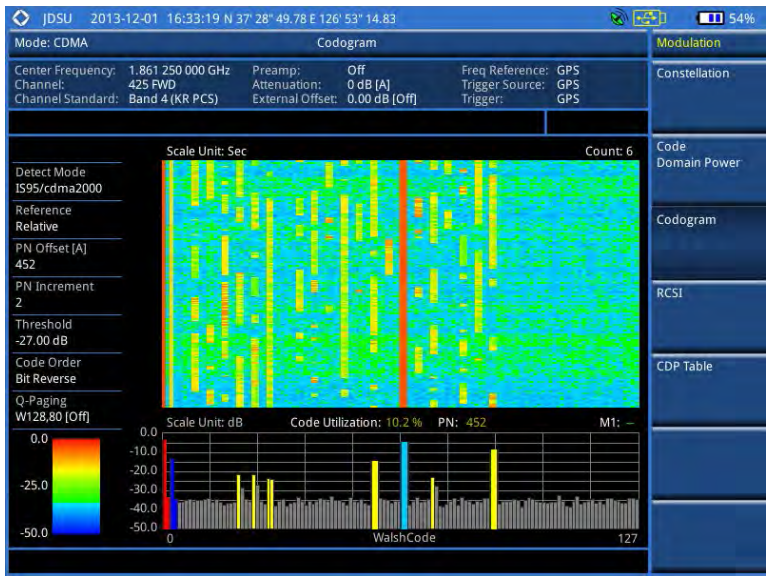 JDSU 2013-12-01 16:33:19 N 37' 28" 49.78 E 126' 53" 14.83 54%
Mode: CDMA Codogram Modulation
Center Frequency: 1.861 250 000 GHz Preamp: Off Freq Reference: GPS
Channel: 425 FWD Attenuation: 0 dB [A] Trigger Source: GPS
Channel Standard: Band 4 (KR PCS) External Offset: 0.00 dB [Off] Trigger: GPS
Constellation
Code
Domain Power
Codogram
RCSI
CDP Table
Scale Unit: Sec Count: 6
Detect Mode
IS95/cdma2000
Reference
Relative
PN Offset [A]
452
PN Increment
2
Threshold
-27.00 dB
Code Order
Bit Reverse
Q-Paging
W128,80 [Off]
0.0
-25.0
-50.0
Scale Unit: dB Code Utilization: 10.2 % PN: 452 M1: --
0.0
-10.0
-20.0
-30.0
-40.0
-50.0
0 WalshCode 127